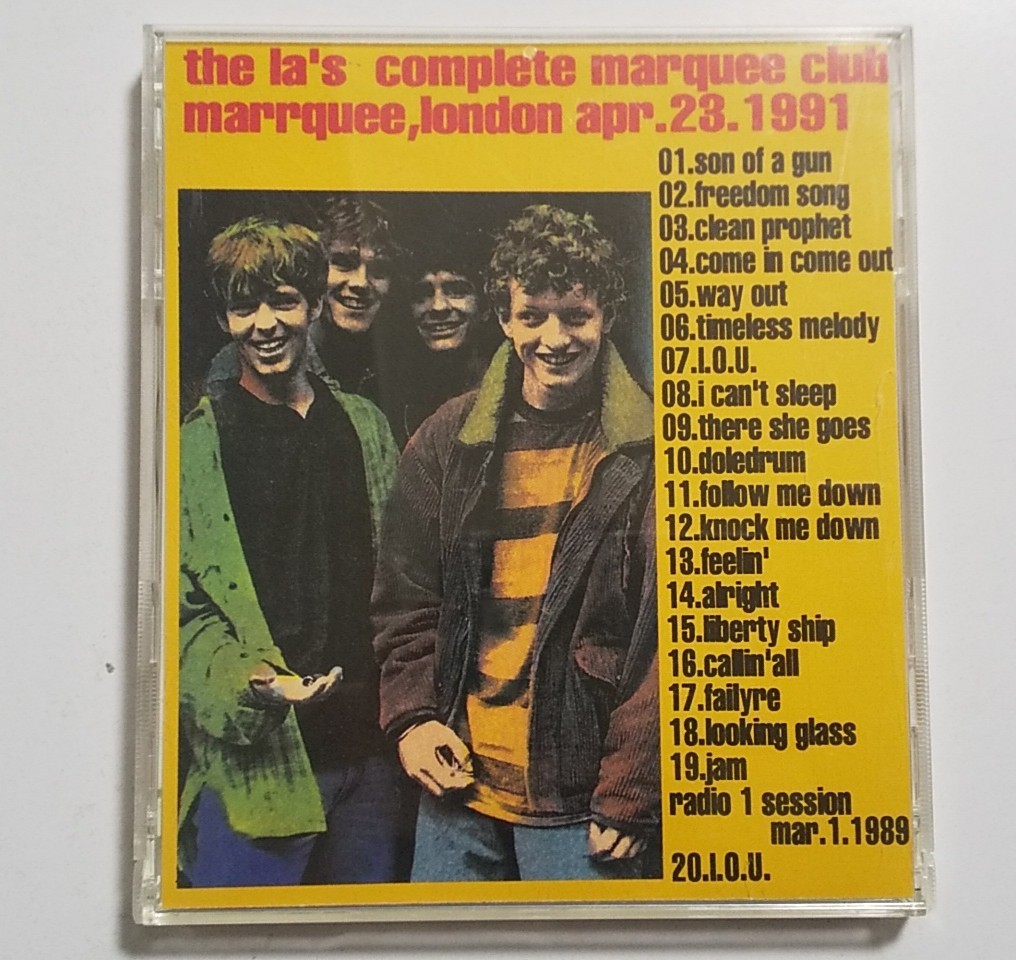 the la's complete marquee club
marrquee,london apr.23.1991
01.son of a gun
02.freedom song
03.clean prophet
04.come in come out
05.way out
06.timeless melody
07.I.O.U.
08.i can't sleep
09.there she goes
10.doledrum
11.follow me down
12.knock me down
13.feelin'
14.alright
15.liberty ship
16.callin'all
17.failyre
18.looking glass
19.jam
radio 1 session
mar.1.1989
20.I.O.U.